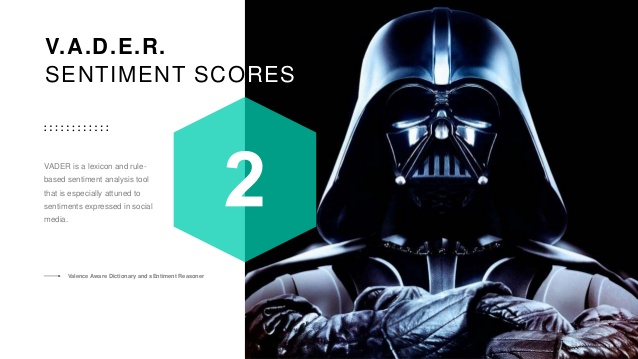 V.A.D.E.R.
SENTIMENT SCORES
VADER is a lexicon and rule-
based sentiment analysis tool
that is especially attuned to
sentiments expressed in social
media.
2
Valence Aware Dictionary and sEntiment Reasoner